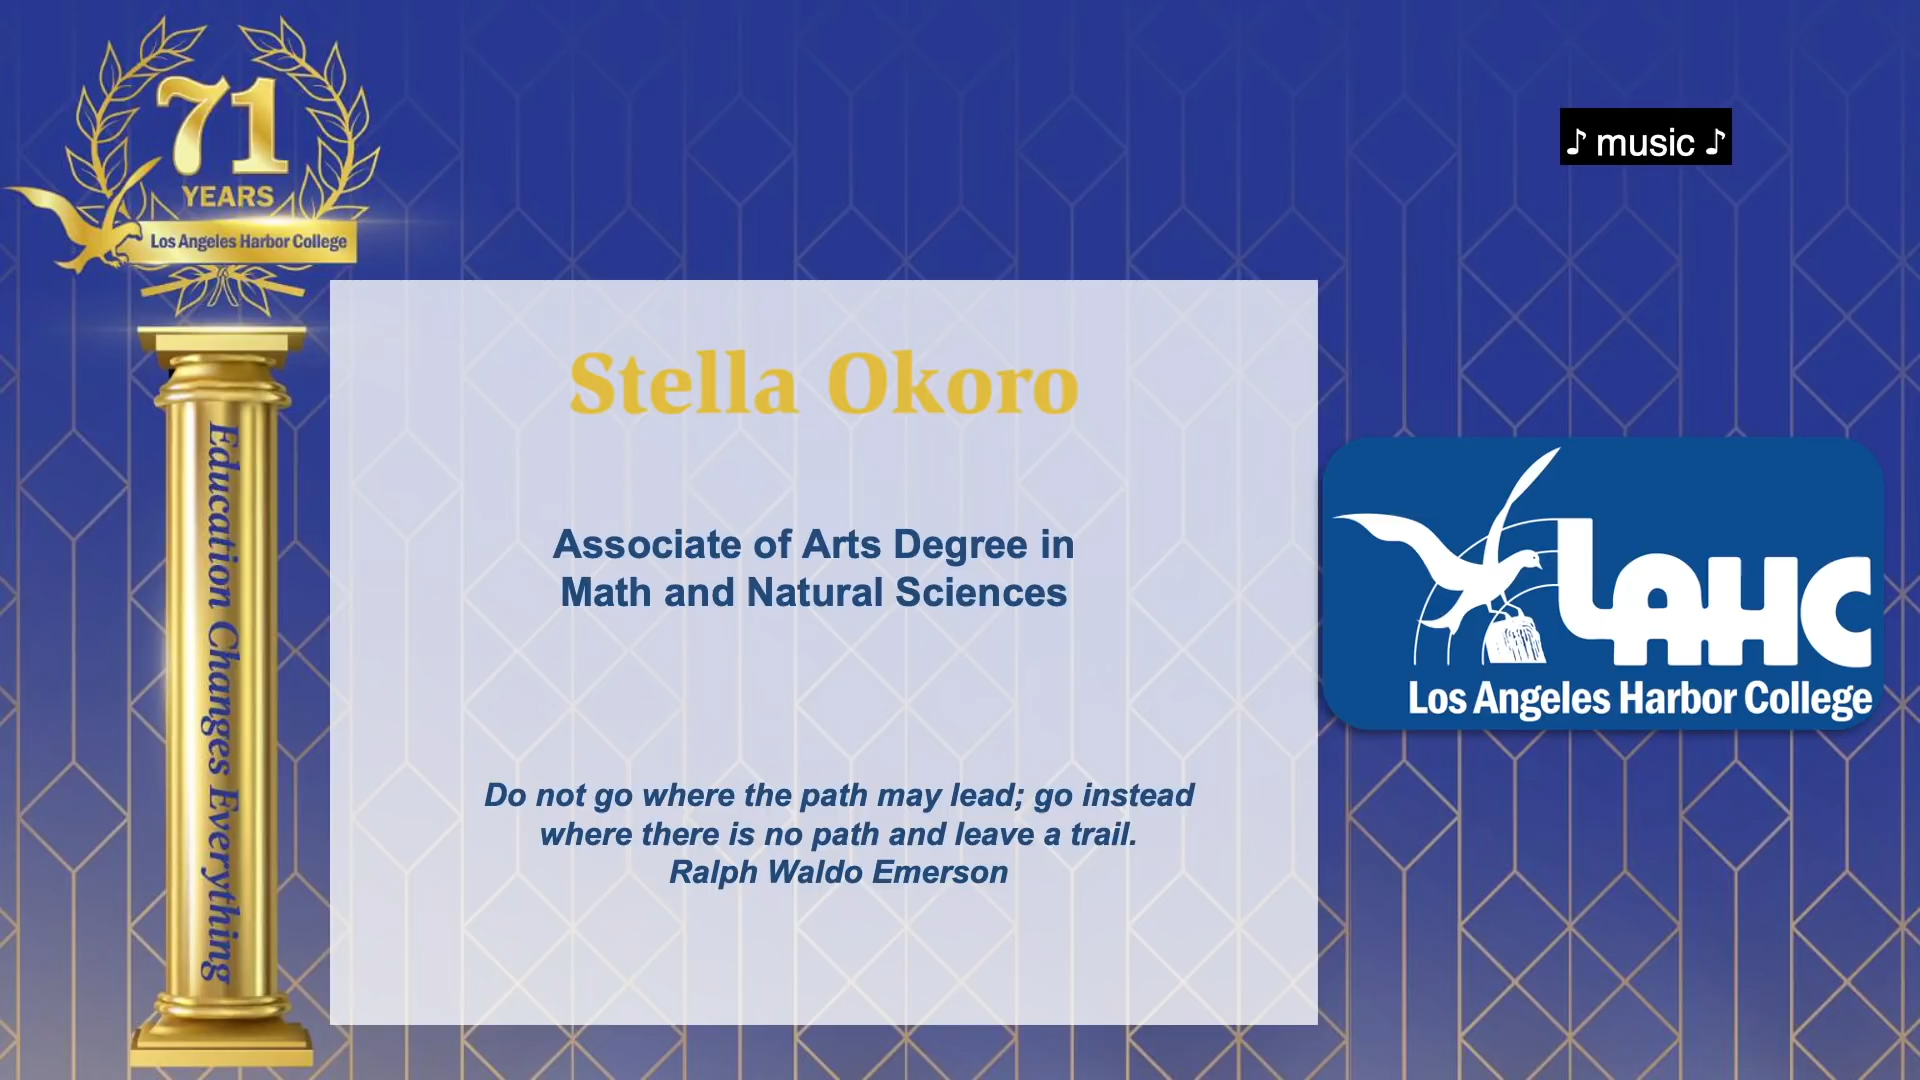 71
YEARS
Los Angeles Harbor College
Education Changes Everything
♪ music ♪
Stella Okoro
Associate of Arts Degree in
Math and Natural Sciences
Do not go where the path may lead; go instead
where there is no path and leave a trail.
Ralph Waldo Emerson
LAHC
Los Angeles Harbor College